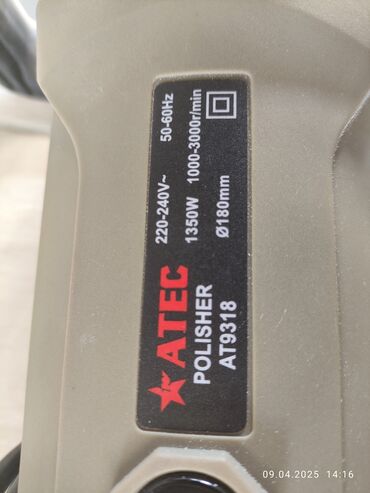 ATEC
POLISHER
AT9318
220-240V~ 50-60Hz
1350W 1000-3000r/min
Ø180mm
09.04.2025 14:16